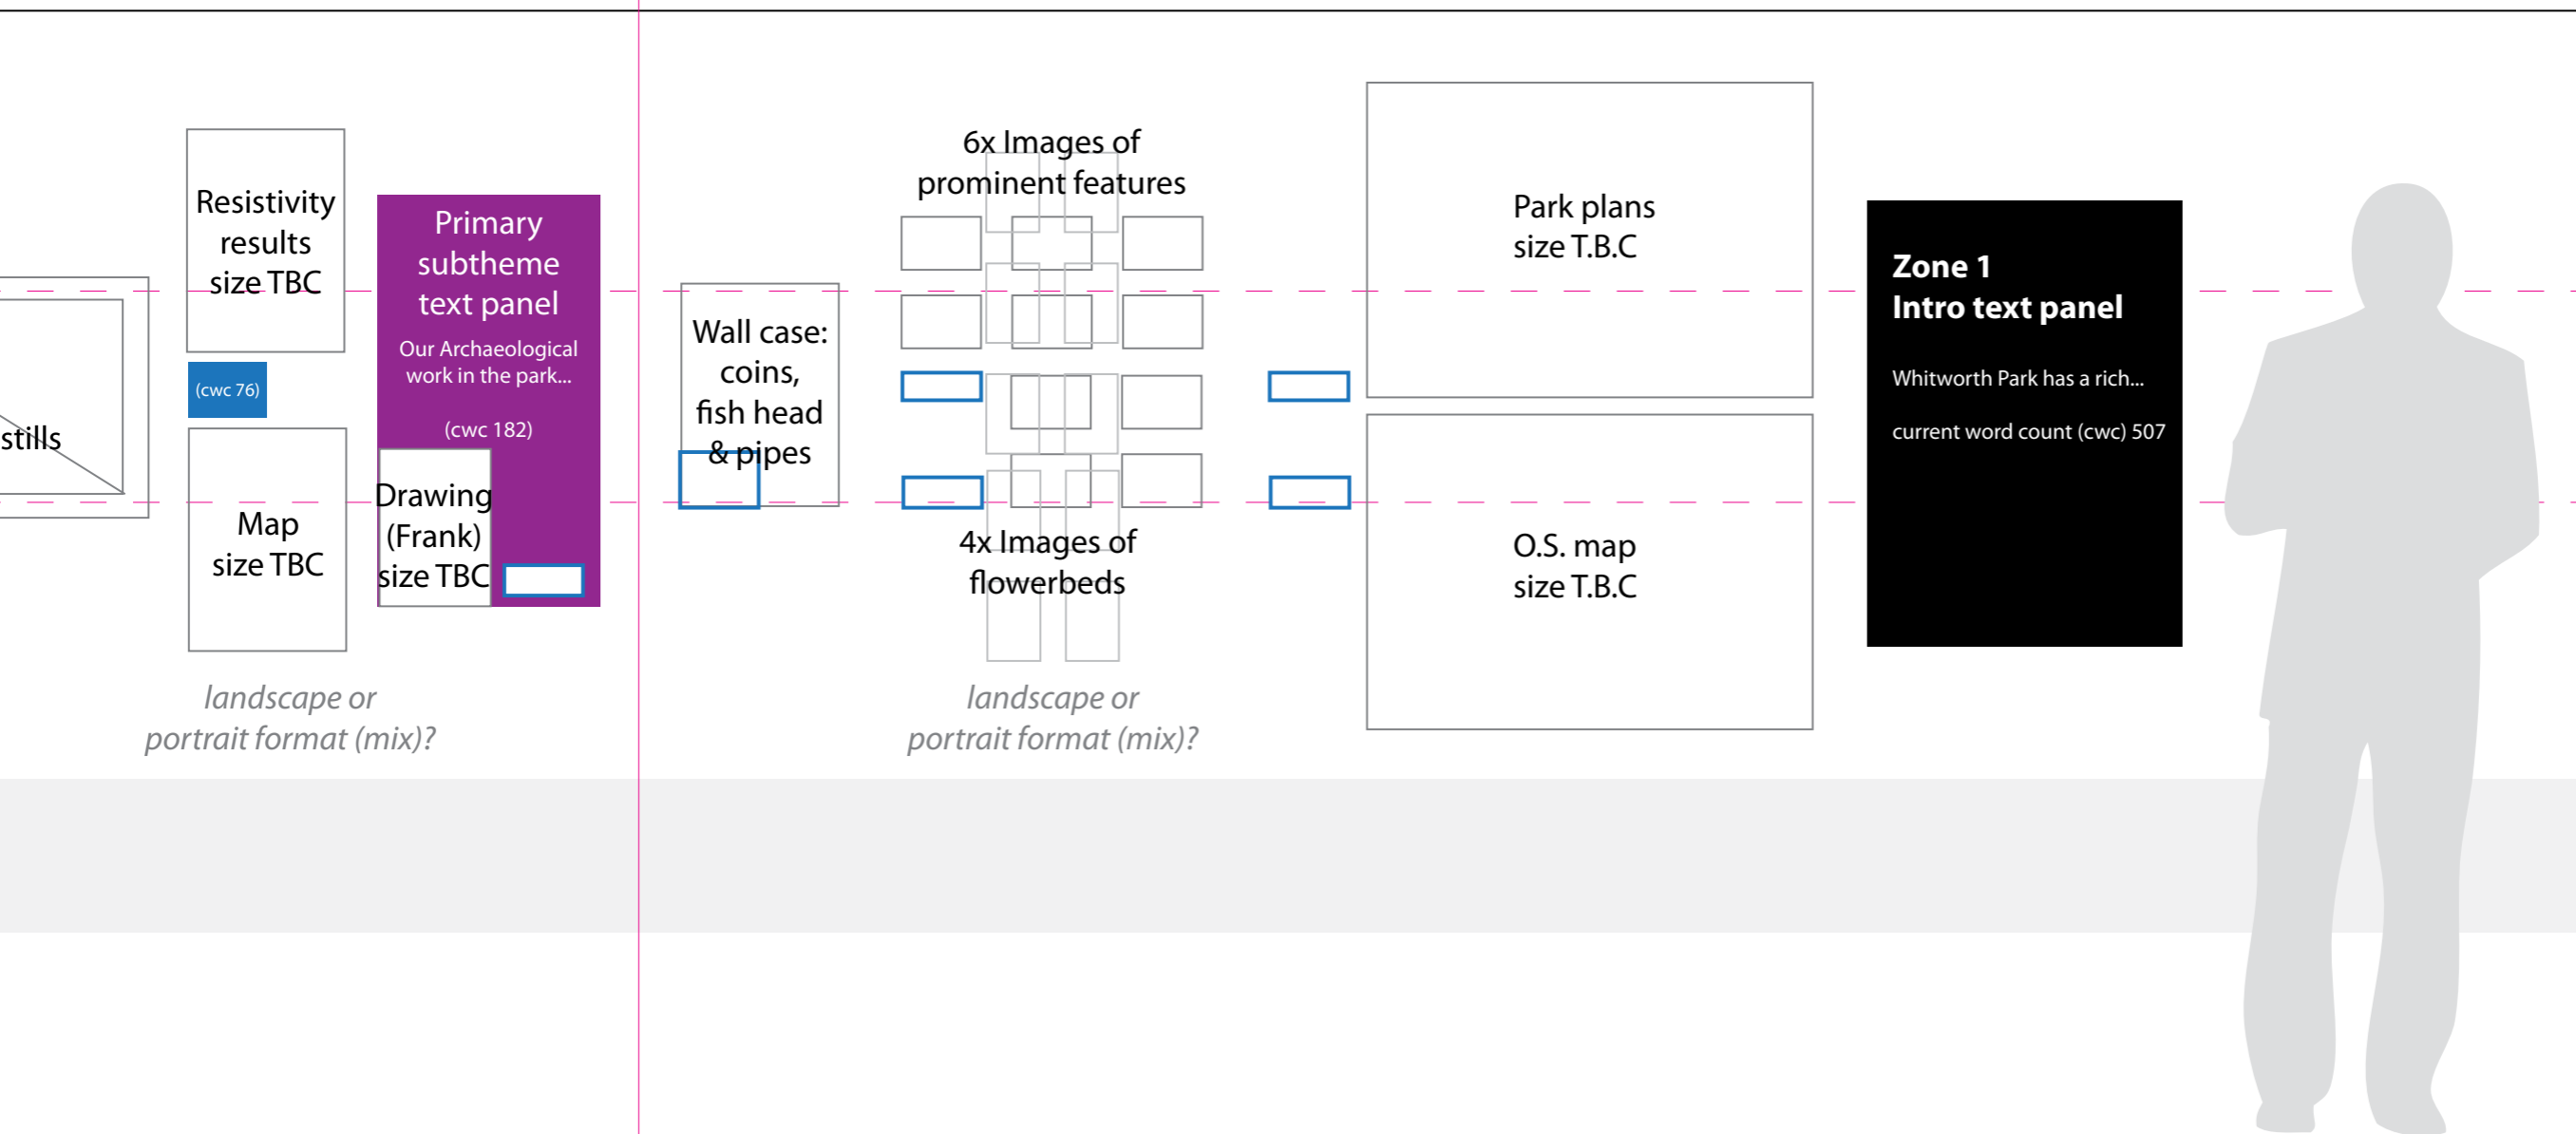 stills
Resistivity
results
size TBC
(cwc 76)
Map
size TBC
landscape or
portrait format (mix)?
Primary
subtheme
text panel
Our Archaeological
work in the park...
(cwc 182)
Drawing
(Frank)
size TBC
Wall case:
coins,
fish head
& pipes
6x Images of
prominent features
4x Images of
flowerbeds
landscape or
portrait format (mix)?
Park plans
size T.B.C
O.S. map
size T.B.C
Zone 1
Intro text panel
Whitworth Park has a rich...
current word count (cwc) 507